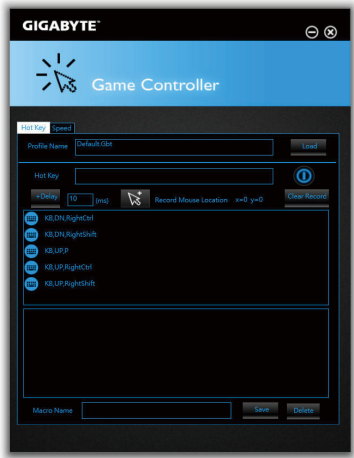 GIGABYTE™
Game Controller
Hot Key Speed
Profile Name Default.Gbt Load
Hot Key
+Delay 10 (ms) Record Mouse Location x=0 y=0 Clear Record
KB,DN,RightCtrl
KB,DN,RightShift
KB,UP,P
KB,UP,RightCtrl
KB,UP,RightShift
Macro Name Save Delete